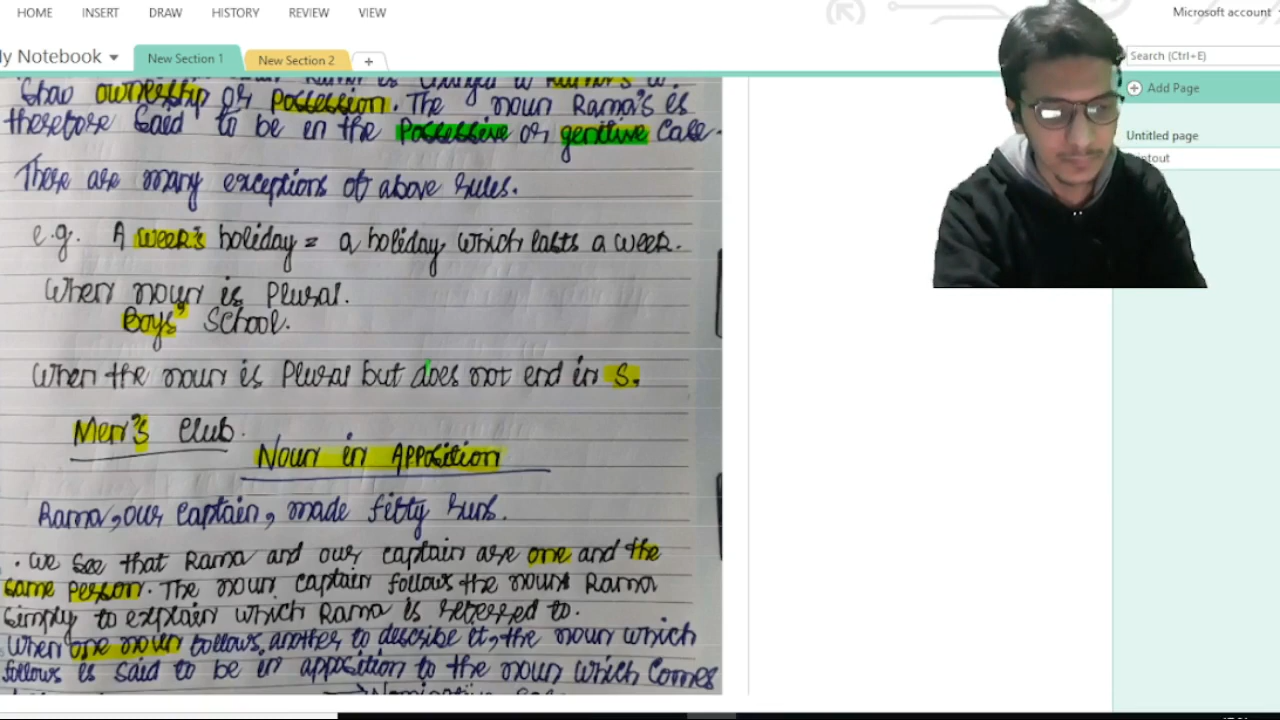 HOME INSERT DRAW HISTORY REVIEW VIEW
Microsoft account
y Notebook New Section 1 New Section 2 +
Search (Ctrl+E)
Add Page
Untitled page
ntout
is changed to Rama's to
Show ownership or Possession. The noun Rama's is
therefore said to be in the Possessive or genitive Case.
There are many exceptions of above rules.
e.g. A week's holiday = a holiday which lasts a week.
When noun is Plural.
Boys' School.
When the noun is Plural but does not end in S.
Men's Club.
Noun in Apposition
Rama, our captain, made fifty runs.
. We see that Rama and our captain are one and the
same person. The noun captain follows the noun Rama
simply to explain which Rama is referred to.
When one noun follows another to describe it, the noun which
follows is said to be in apposition to the noun which comes